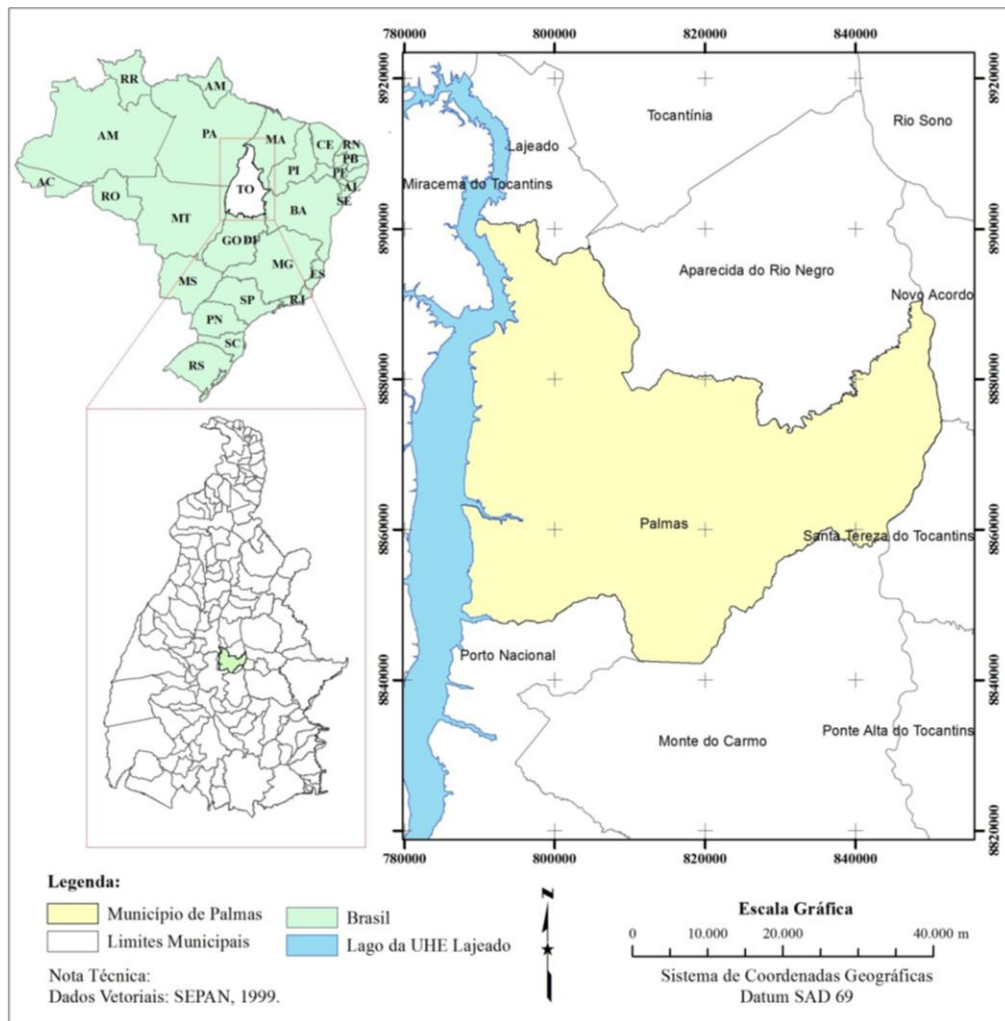 780000 800000 820000 840000
8920000
8900000
8880000
8860000
8840000
8820000
780000 800000 820000 840000
8920000
8900000
8880000
8860000
8840000
8820000
RR
AM
AM
PA
MA
CE
RN
PB
PE
AL
SE
PI
AC
RO
TO
MT
BA
GO DF
MG
ES
MS
SP
RJ
PN
SC
RS
Tocantínia
Rio Sono
Lajeado
Miracema do Tocantins
Aparecida do Rio Negro
Novo Acordo
Palmas
Santa Tereza do Tocantins
Porto Nacional
Monte do Carmo
Ponte Alta do Tocantins
Legenda:
Município de Palmas
Limites Municipais
Brasil
Lago da UHE Lajeado
Nota Técnica:
Dados Vetoriais: SEPAN, 1999.
N
Escala Gráfica
0 10.000 20.000 40.000 m
Sistema de Coordenadas Geográficas
Datum SAD 69